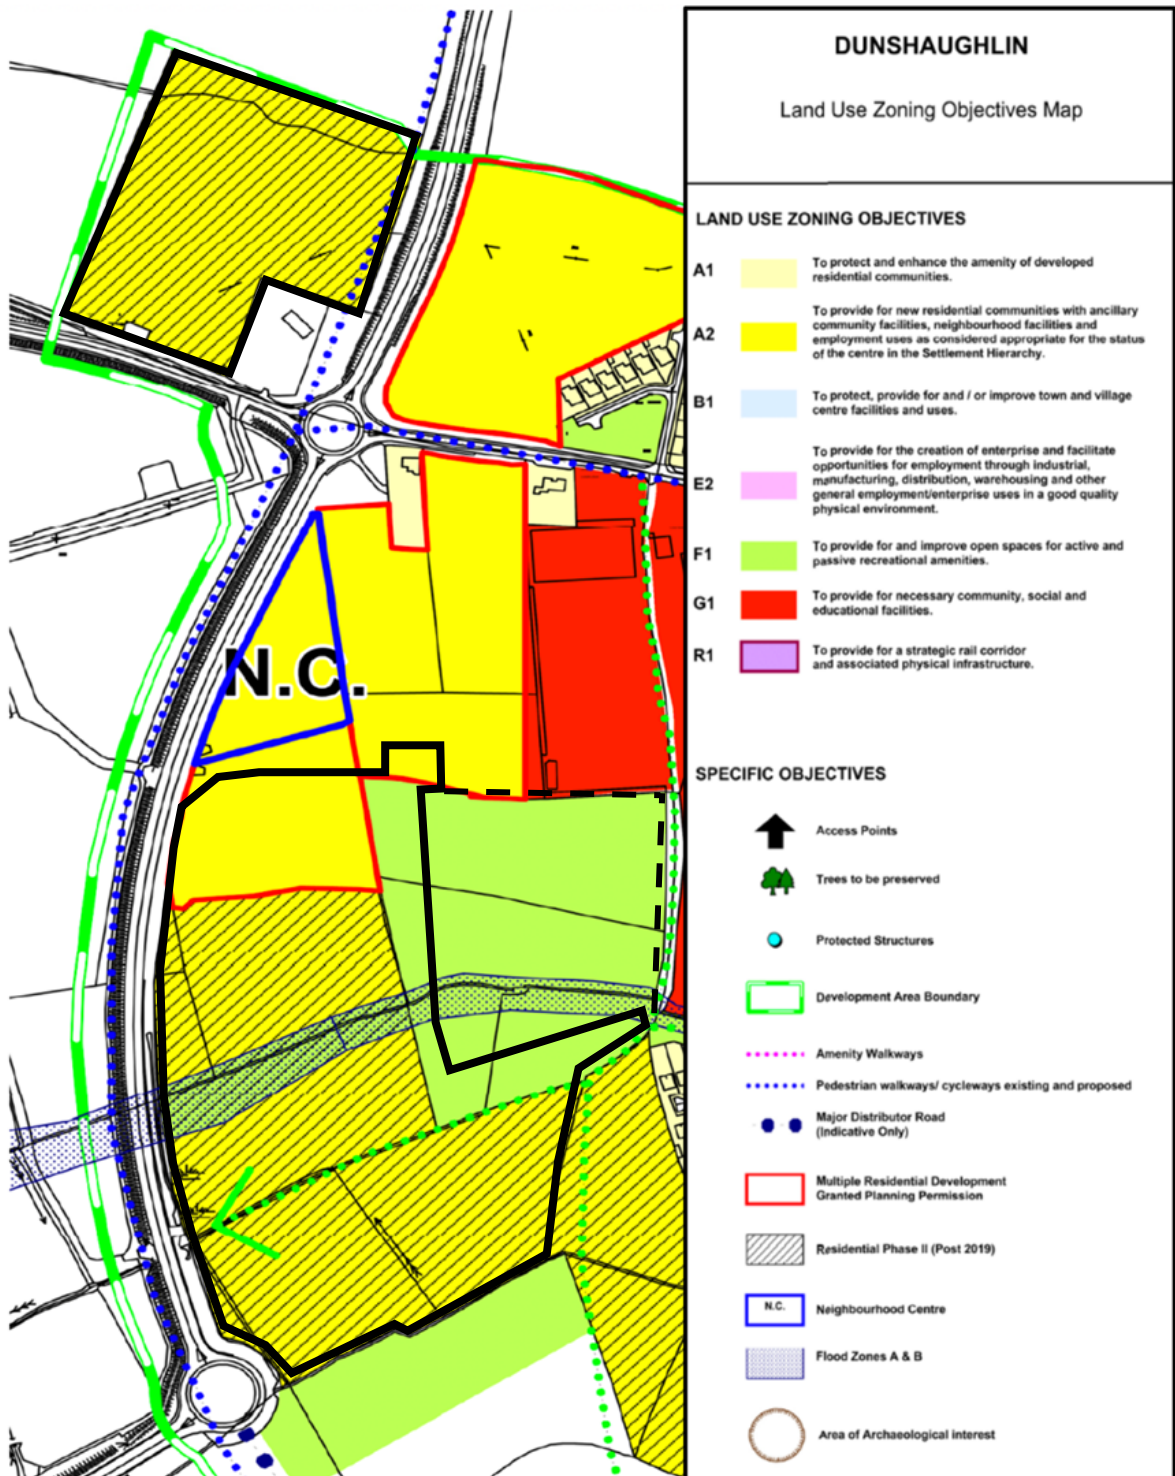 DUNSHAUGHLIN
Land Use Zoning Objectives Map
LAND USE ZONING OBJECTIVES
A1
To protect and enhance the amenity of developed
residential communities.
A2
To provide for new residential communities with ancillary
community facilities, neighbourhood facilities and
employment uses as considered appropriate for the status
of the centre in the Settlement Hierarchy.
B1
To protect, provide for and / or improve town and village
centre facilities and uses.
E2
To provide for the creation of enterprise and facilitate
opportunities for employment through industrial,
manufacturing, distribution, warehousing and other
general employment/enterprise uses in a good quality
physical environment.
F1
To provide for and improve open spaces for active and
passive recreational amenities.
G1
To provide for necessary community, social and
educational facilities.
R1
To provide for a strategic rail corridor
and associated physical infrastructure.
N.C.
SPECIFIC OBJECTIVES
Access Points
Trees to be preserved
Protected Structures
Development Area Boundary
Amenity Walkways
Pedestrian walkways/ cycleways existing and proposed
Major Distributor Road
(Indicative Only)
Multiple Residential Development
Granted Planning Permission
Residential Phase II (Post 2019)
N.C.
Neighbourhood Centre
Flood Zones A & B
Area of Archaeological interest